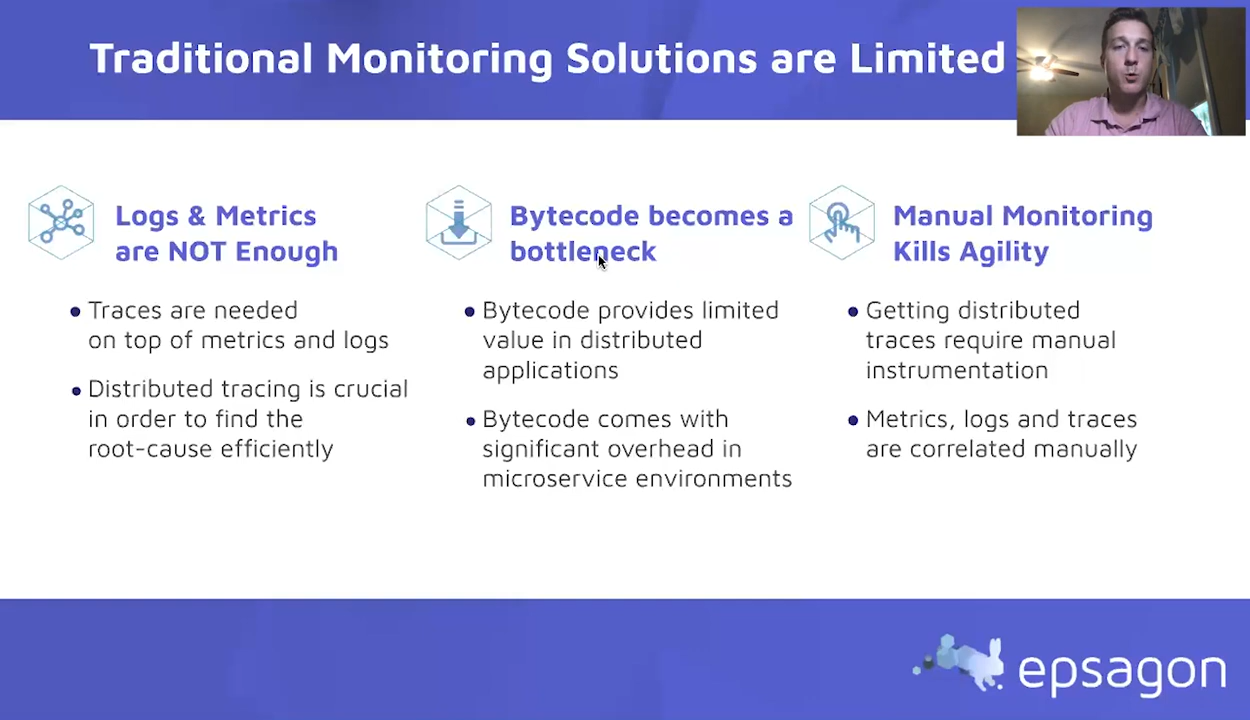 Traditional Monitoring Solutions are Limited
Logs & Metrics
are NOT Enough
Traces are needed
on top of metrics and logs
Distributed tracing is crucial
in order to find the
root-cause efficiently
Bytecode becomes a
bottleneck
Bytecode provides limited
value in distributed
applications
Bytecode comes with
significant overhead in
microservice environments
Manual Monitoring
Kills Agility
Getting distributed
traces require manual
instrumentation
Metrics, logs and traces
are correlated manually
epsagon